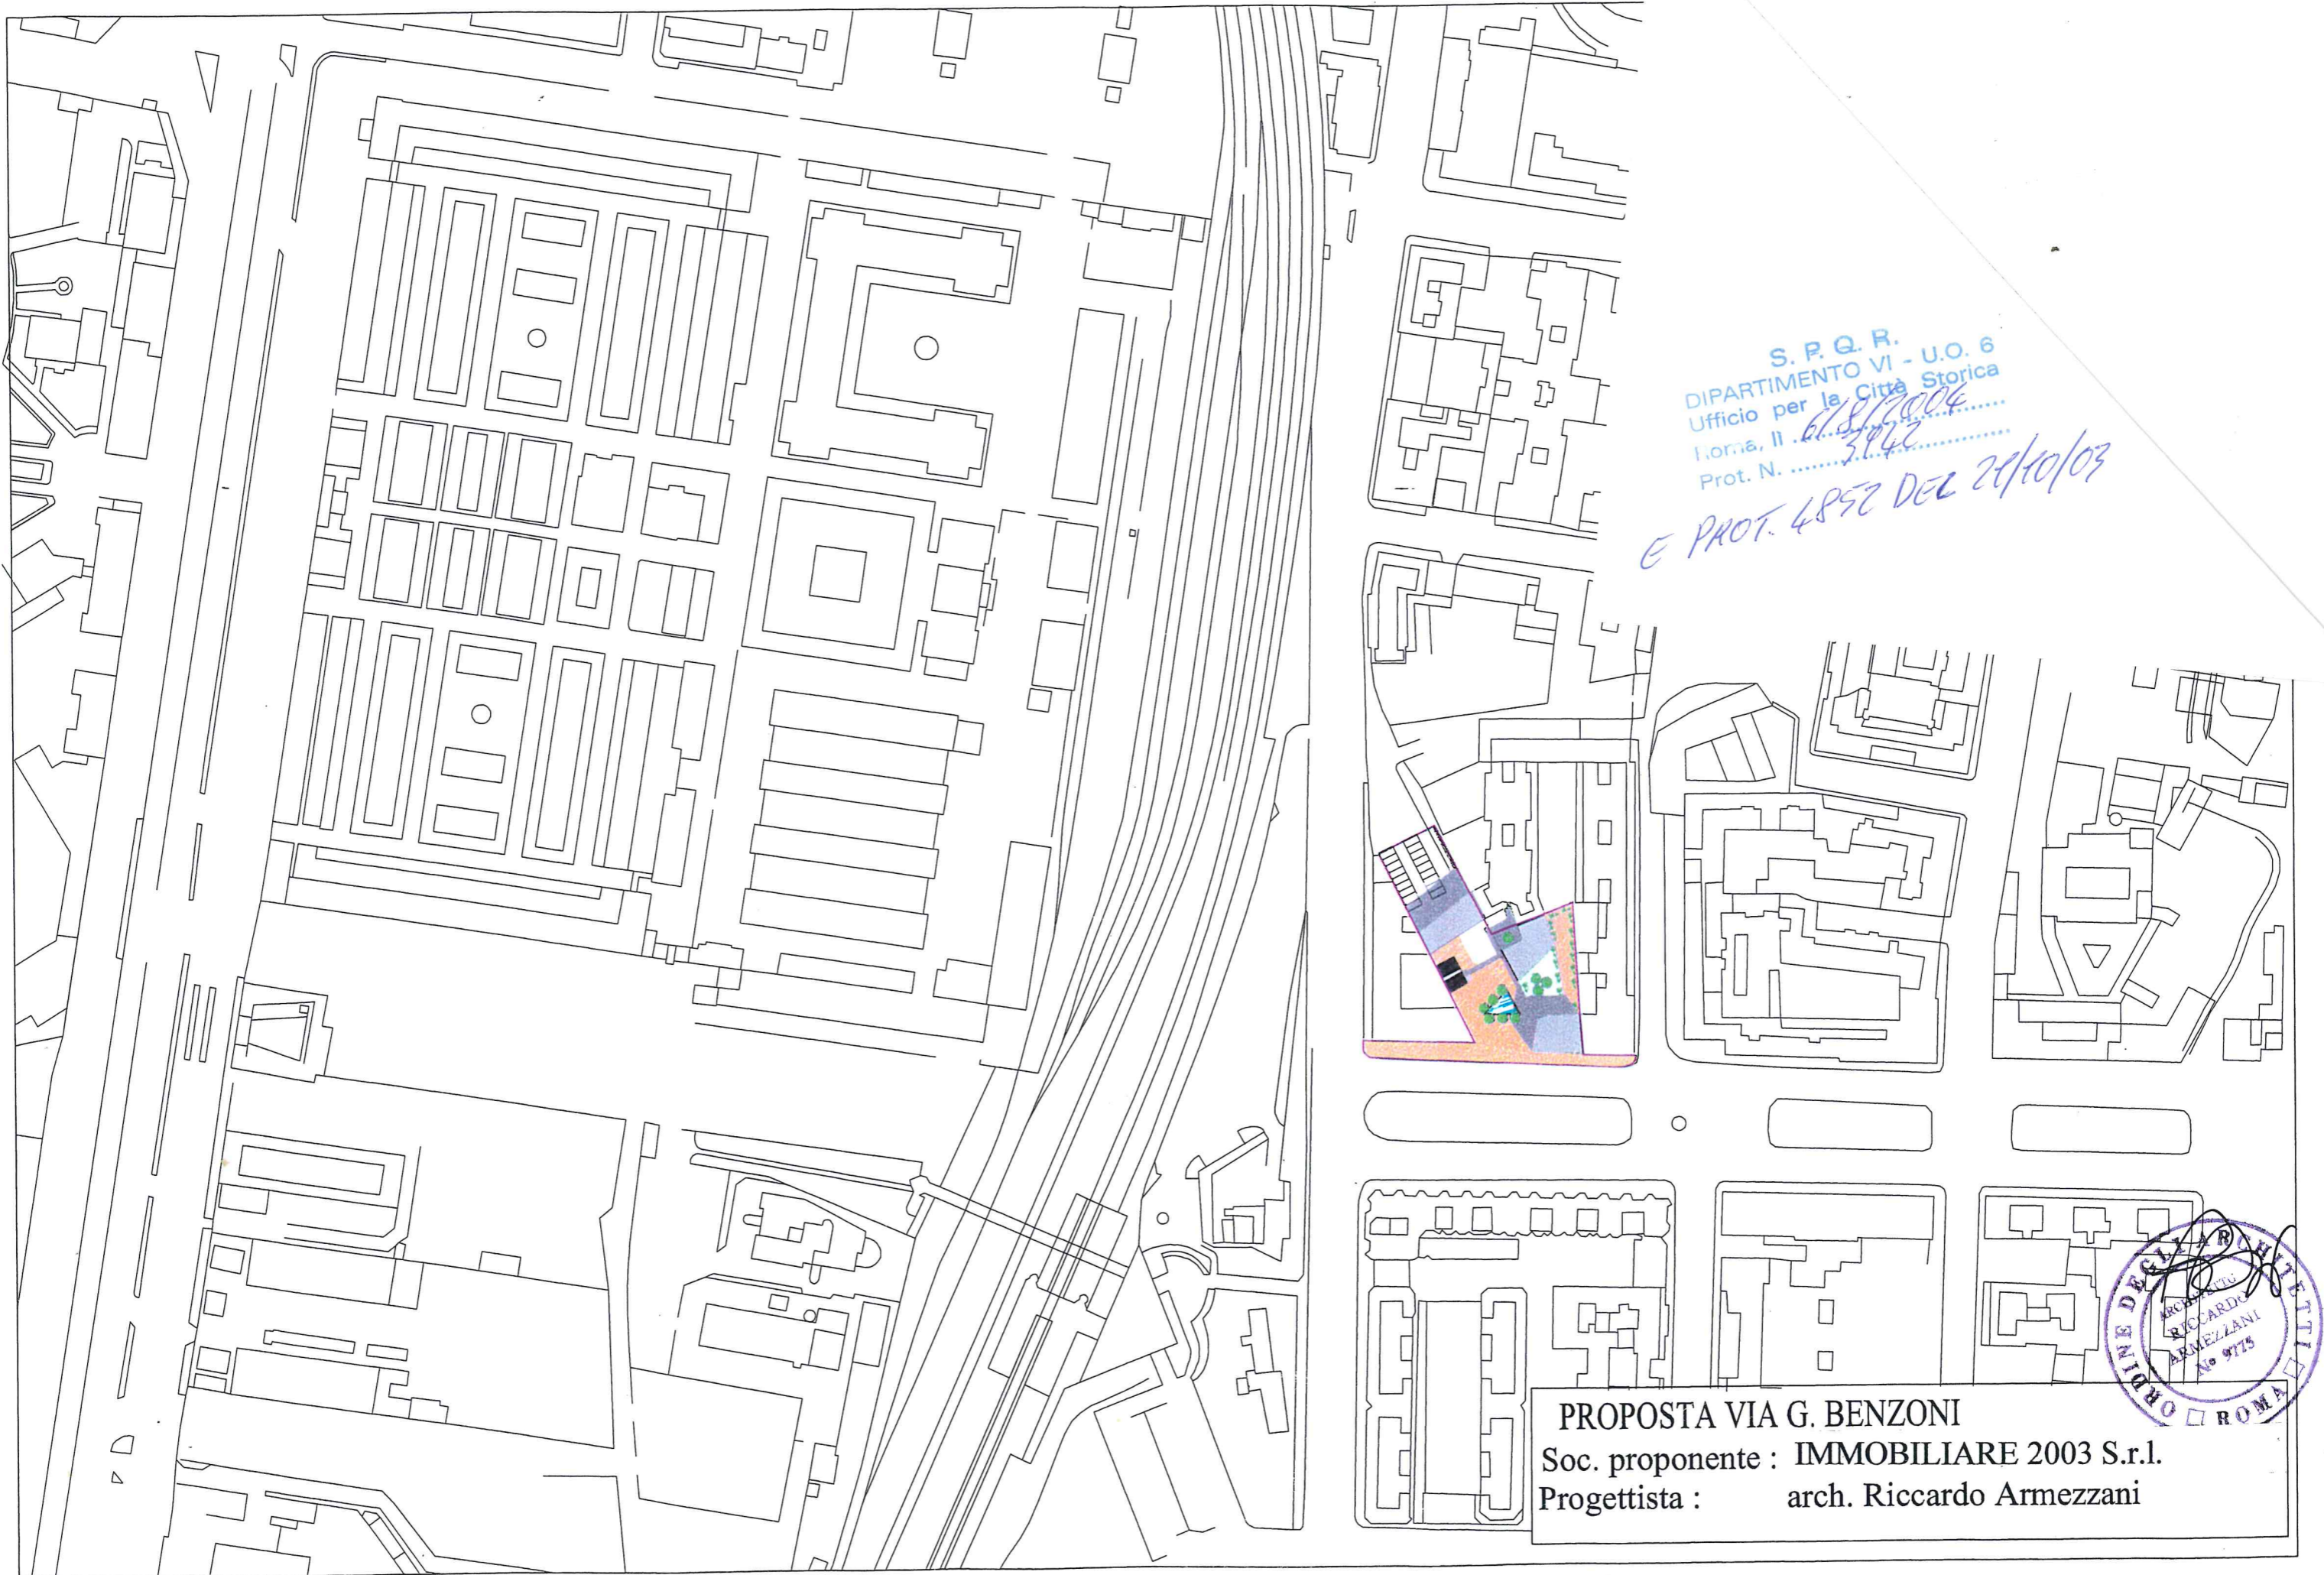 S. P. Q. R.
DIPARTIMENTO VI - U.O. 6
Ufficio per la Città Storica
Roma, lì 6/8/2004
Prot. N. 3942
E PROT. 4852 DEL 21/10/03
ORDINE DEGLI ARCHITETTI ROMA
ARCHITETTO
RICCARDO
ARMEZZANI
N° 9775
PROPOSTA VIA G. BENZONI
Soc. proponente : IMMOBILIARE 2003 S.r.l.
Progettista : arch. Riccardo Armezzani